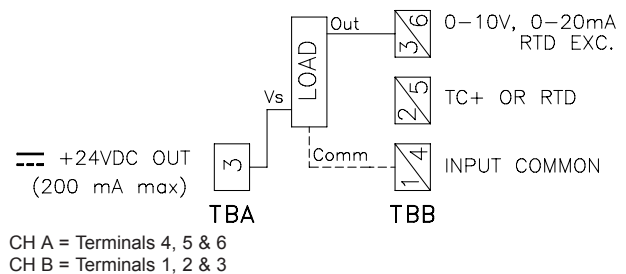 Out
3/6
0-10V, 0-20mA
RTD EXC.
LOAD
Vs
2/5
TC+ OR RTD
+24VDC OUT
(200 mA max)
3
Comm
1/4
INPUT COMMON
TBA
TBB
CH A = Terminals 4, 5 & 6
CH B = Terminals 1, 2 & 3